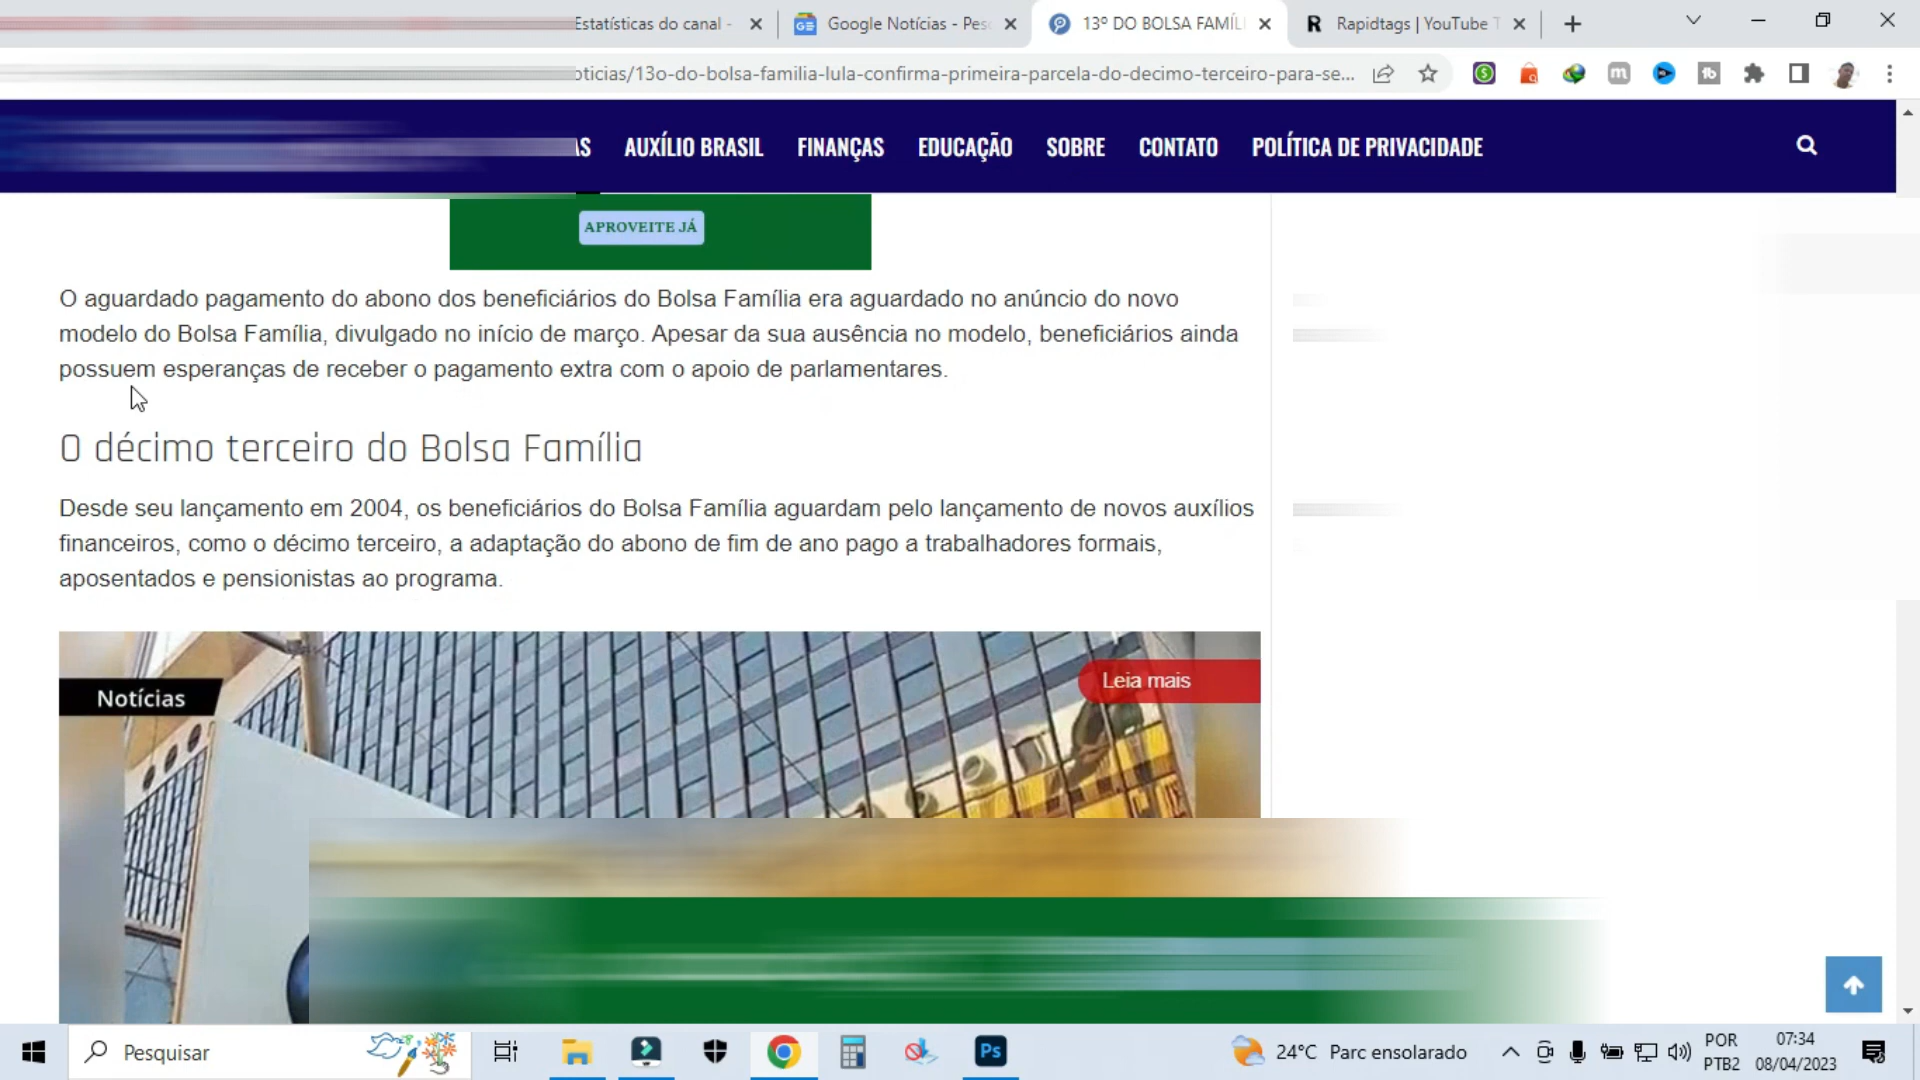 Estatísticas do canal -
Google Notícias - Pes
13º DO BOLSA FAMÍL
Rapidtags | YouTube T
oticias/13o-do-bolsa-familia-lula-confirma-primeira-parcela-do-decimo-terceiro-para-se...
AS AUXÍLIO BRASIL FINANÇAS EDUCAÇÃO SOBRE CONTATO POLÍTICA DE PRIVACIDADE
APROVEITE JÁ
O aguardado pagamento do abono dos beneficiários do Bolsa Família era aguardado no anúncio do novo
modelo do Bolsa Família, divulgado no início de março. Apesar da sua ausência no modelo, beneficiários ainda
possuem esperanças de receber o pagamento extra com o apoio de parlamentares.
O décimo terceiro do Bolsa Família
Desde seu lançamento em 2004, os beneficiários do Bolsa Família aguardam pelo lançamento de novos auxílios
financeiros, como o décimo terceiro, a adaptação do abono de fim de ano pago a trabalhadores formais,
aposentados e pensionistas ao programa.
Notícias
Leia mais
Pesquisar
Ps
24°C Parc ensolarado
POR
PTB2
07:34
08/04/2023